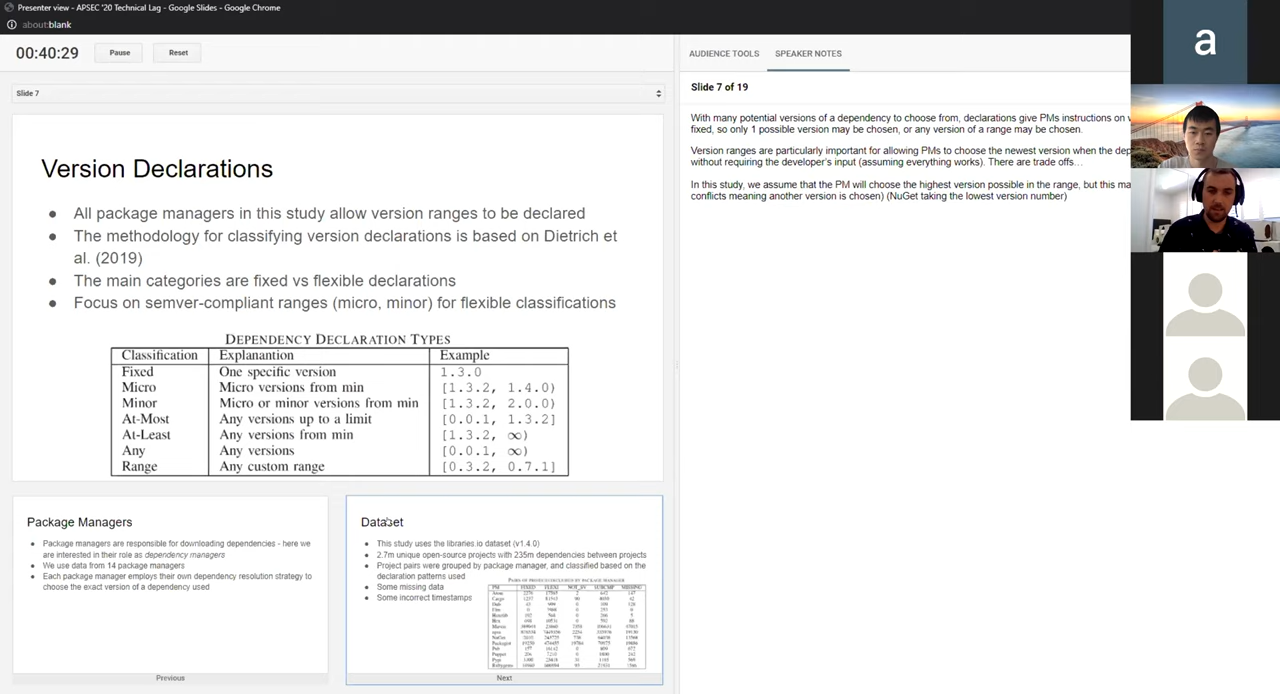 Presenter view - APSEC '20 Technical Lag - Google Slides - Google Chrome
about:blank
00:40:29
Pause
Reset
AUDIENCE TOOLS
SPEAKER NOTES
Slide 7
Slide 7 of 19
With many potential versions of a dependency to choose from, declarations give PMs instructions on
fixed, so only 1 possible version may be chosen, or any version of a range may be chosen.
Version ranges are particularly important for allowing PMs to choose the newest version when the
without requiring the developer's input (assuming everything works). There are trade offs…
In this study, we assume that the PM will choose the highest version possible in the range, but this
conflicts meaning another version is chosen) (NuGet taking the lowest version number)
a
Version Declarations
● All package managers in this study allow version ranges to be declared
● The methodology for classifying version declarations is based on Dietrich et
al. (2019)
● The main categories are fixed vs flexible declarations
● Focus on semver-compliant ranges (micro, minor) for flexible classifications
DEPENDENCY DECLARATION TYPES
Classification Explanantion Example
Fixed One specific version 1.3.0
Micro Micro versions from min [1.3.2, 1.4.0)
Minor Micro or minor versions from min [1.3.2, 2.0.0)
At-Most Any versions up to a limit [0.0.1, 1.3.2]
At-Least Any versions from min [1.3.2, ∞)
Any Any versions [0.0.1, ∞)
Range Any custom range [0.3.2, 0.7.1]
Package Managers
● Package managers are responsible for downloading dependencies - here we
are interested in their role as dependency managers
● We use data from 14 package managers
● Each package manager employs their own dependency resolution strategy to
choose the exact version of a dependency used
Previous
Dataset
● This study uses the libraries.io dataset (v1.4.0)
● 2.7m unique open-source projects with 235m dependencies between projects
● Project pairs were grouped by package manager, and classified based on the
declaration patterns used
● Some missing data
● Some incorrect timestamps
Next